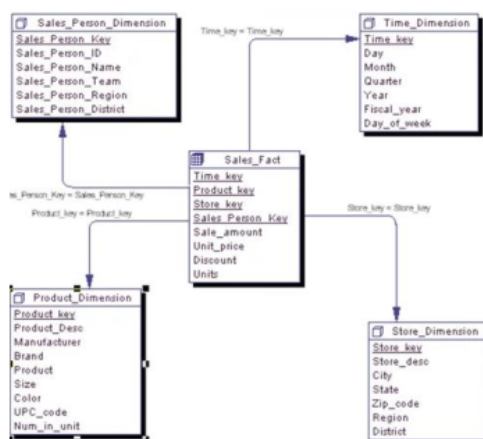 Sales_Person_Dimension
Sales_Person_Key
Sales_Person_ID
Sales_Person_Name
Sales_Person_Team
Sales_Person_Region
Sales_Person_District
Time_key = Time_key
Time_Dimension
Time_key
Day
Month
Quarter
Year
Fiscal_year
Day_of_week
Sales_Fact
Time_key
Product_key
Store_key
Sales_Person_Key
Sale_amount
Unit_price
Discount
Units
es_Person_Key = Sales_Person_Key
Product_key = Product_key
Store_key = Store_key
Product_Dimension
Product_key
Product_Desc
Manufacturer
Brand
Product
Size
Color
UPC_code
Num_in_unit
Store_Dimension
Store_key
Store_desc
City
State
Zip_code
Region
District